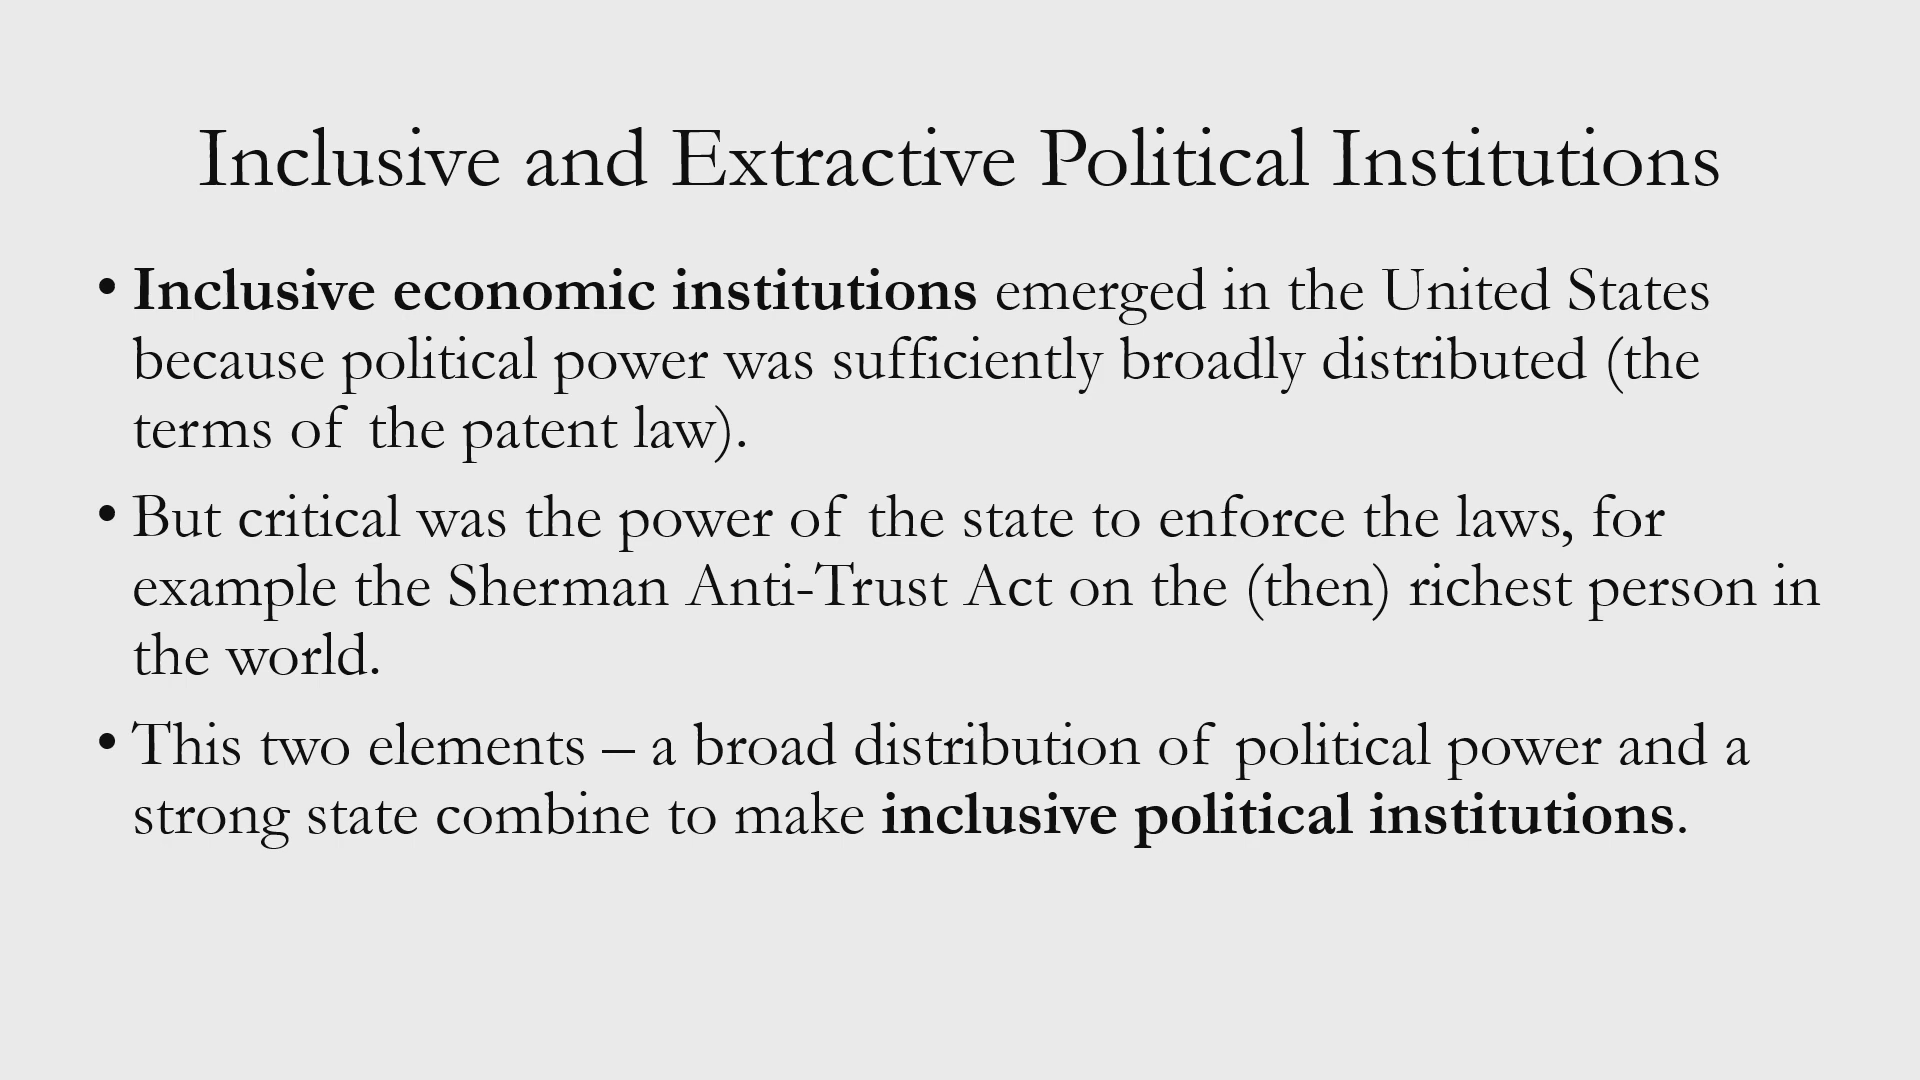 Inclusive and Extractive Political Institutions
• Inclusive economic institutions emerged in the United States
because political power was sufficiently broadly distributed (the
terms of the patent law).
• But critical was the power of the state to enforce the laws, for
example the Sherman Anti-Trust Act on the (then) richest person in
the world.
• This two elements – a broad distribution of political power and a
strong state combine to make inclusive political institutions.